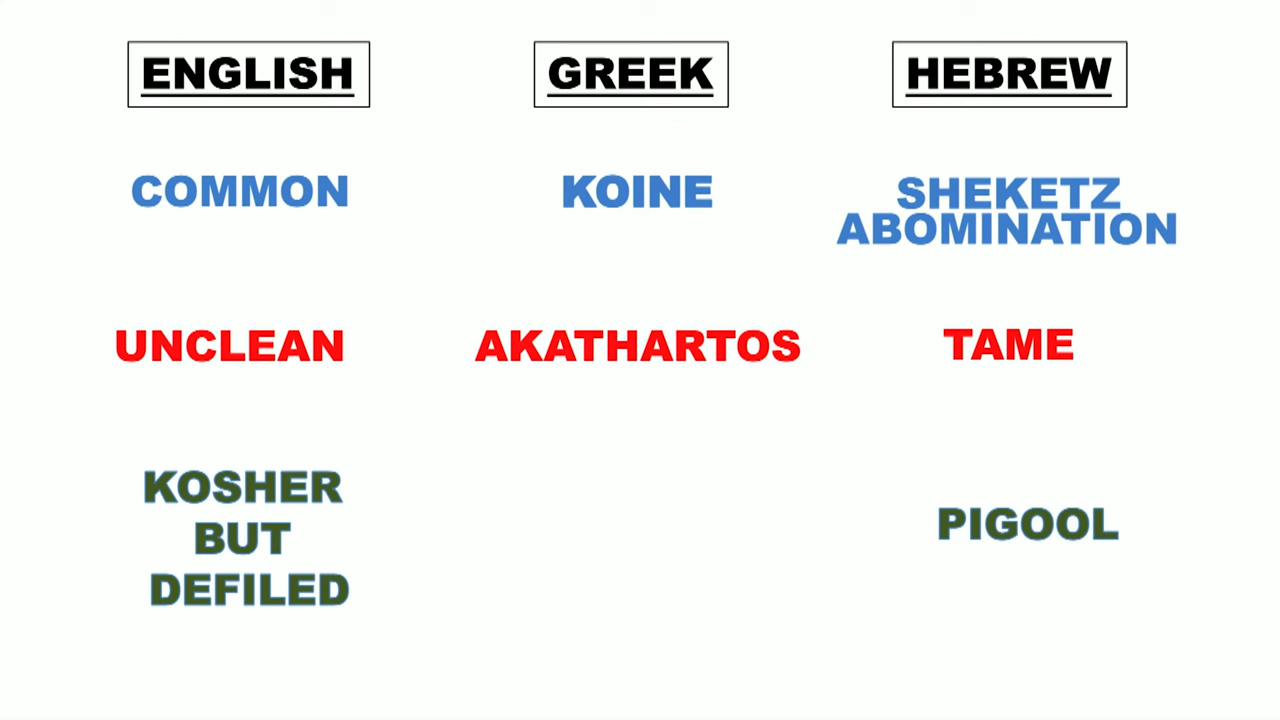 ENGLISH
GREEK
HEBREW
COMMON
KOINE
SHEKETZ
ABOMINATION
UNCLEAN
AKATHARTOS
TAME
KOSHER
BUT
DEFILED
PIGOOL